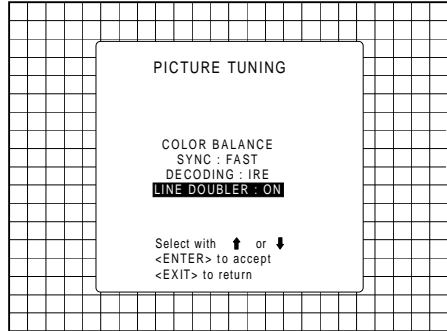 PICTURE TUNING
COLOR BALANCE
SYNC : FAST
DECODING : IRE
LINE DOUBLER : ON
Select with ⬆ or ⬇
<ENTER> to accept
<EXIT> to return